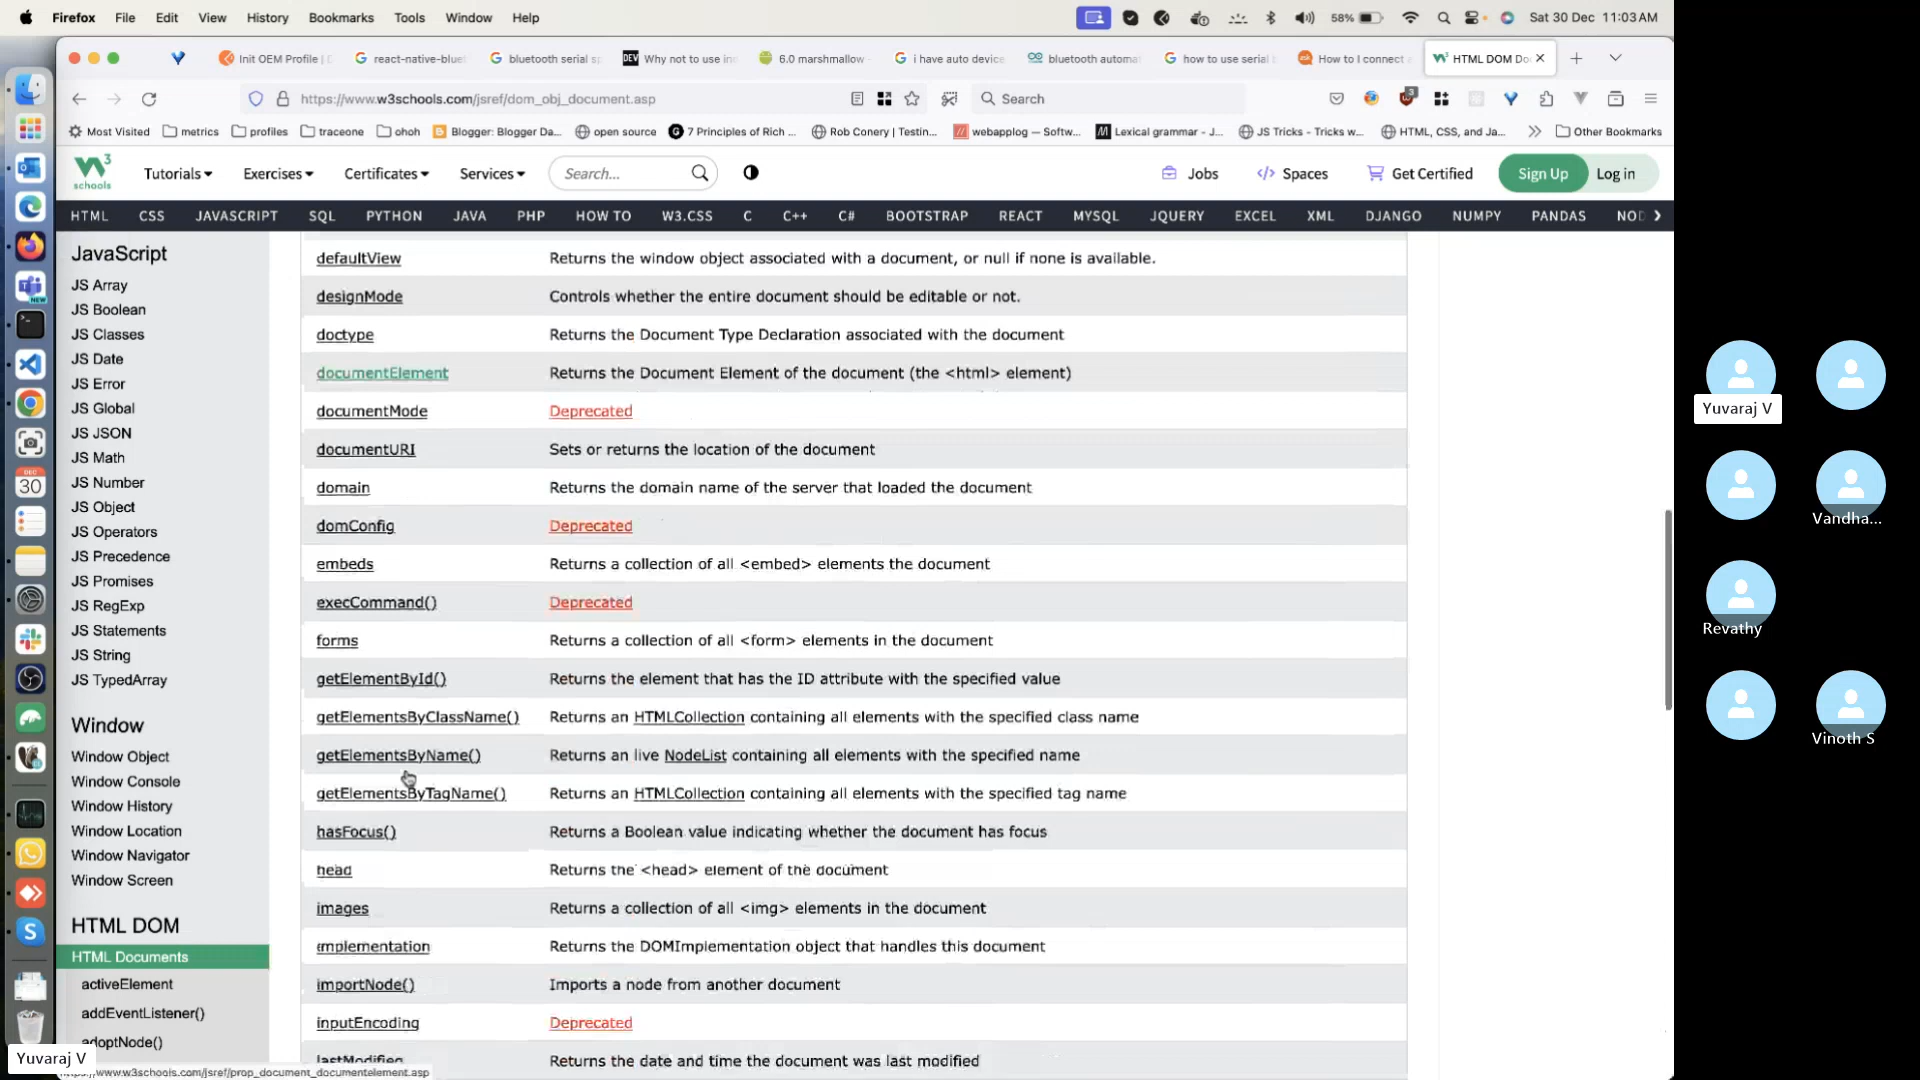 Firefox File Edit View History Bookmarks Tools Window Help 58% Sat 30 Dec 11:03 AM
Init OEM Profile | react-native-blue bluetooth serial DEV Why not to use 6.0 marshmallow i have auto device bluetooth automa how to use serial How to I connect HTML DOM Do
https://www.w3schools.com/jsref/dom_obj_document.asp Search 3
Most Visited metrics profiles traceone ohoh Blogger: Blogger Da... open source 7 Principles of Rich ... Rob Conery | Testin... webapplog — Softw... Lexical grammar - J... JS Tricks - Tricks w... HTML, CSS, and Ja... Other Bookmarks
W3 schools Tutorials Exercises Certificates Services Search... Jobs Spaces Get Certified Sign Up Log in
HTML CSS JAVASCRIPT SQL PYTHON JAVA PHP HOW TO W3.CSS C C++ C# BOOTSTRAP REACT MYSQL JQUERY EXCEL XML DJANGO NUMPY PANDAS NOD
JavaScript
JS Array
JS Boolean
JS Classes
JS Date
JS Error
JS Global
JS JSON
JS Math
JS Number
JS Object
JS Operators
JS Precedence
JS Promises
JS RegExp
JS Statements
JS String
JS TypedArray
Window
Window Object
Window Console
Window History
Window Location
Window Navigator
Window Screen
HTML DOM
HTML Documents
activeElement
addEventListener()
adoptNode()
defaultView Returns the window object associated with a document, or null if none is available.
designMode Controls whether the entire document should be editable or not.
doctype Returns the Document Type Declaration associated with the document
documentElement Returns the Document Element of the document (the <html> element)
documentMode Deprecated
documentURI Sets or returns the location of the document
domain Returns the domain name of the server that loaded the document
domConfig Deprecated
embeds Returns a collection of all <embed> elements the document
execCommand() Deprecated
forms Returns a collection of all <form> elements in the document
getElementById() Returns the element that has the ID attribute with the specified value
getElementsByClassName() Returns an HTMLCollection containing all elements with the specified class name
getElementsByName() Returns an live NodeList containing all elements with the specified name
getElementsByTagName() Returns an HTMLCollection containing all elements with the specified tag name
hasFocus() Returns a Boolean value indicating whether the document has focus
head Returns the <head> element of the document
images Returns a collection of all <img> elements in the document
implementation Returns the DOMImplementation object that handles this document
importNode() Imports a node from another document
inputEncoding Deprecated
lastModified Returns the date and time the document was last modified
https://www.w3schools.com/jsref/prop_document_documentelement.asp
NEW
DEC
30
Yuvaraj V
Yuvaraj V
Vandha...
Revathy
Vinoth S